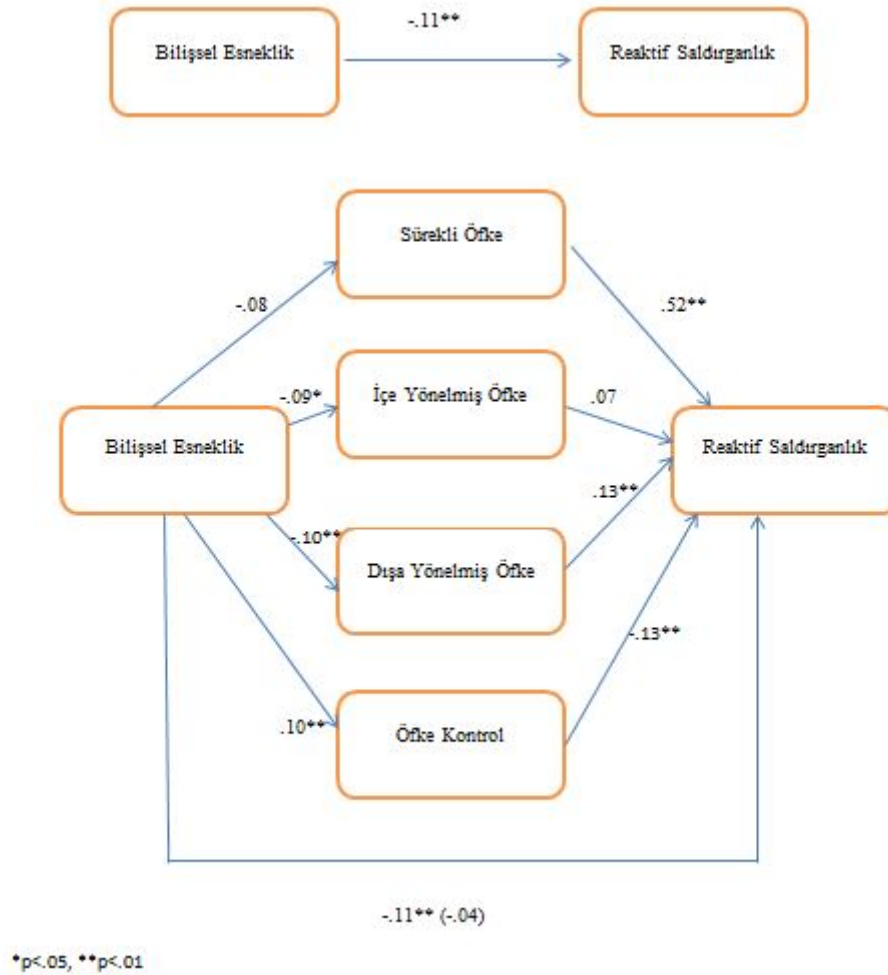 -.11**
Bilişsel Esneklik
Reaktif Saldırganlık
Sürekli Öfke
-.08
.52**
-.09*
İçe Yönelmiş Öfke
.07
Bilişsel Esneklik
Reaktif Saldırganlık
.13**
-.10**
Dışa Yönelmiş Öfke
-.13**
.10**
Öfke Kontrol
-.11** (-.04)
*p<.05, **p<.01